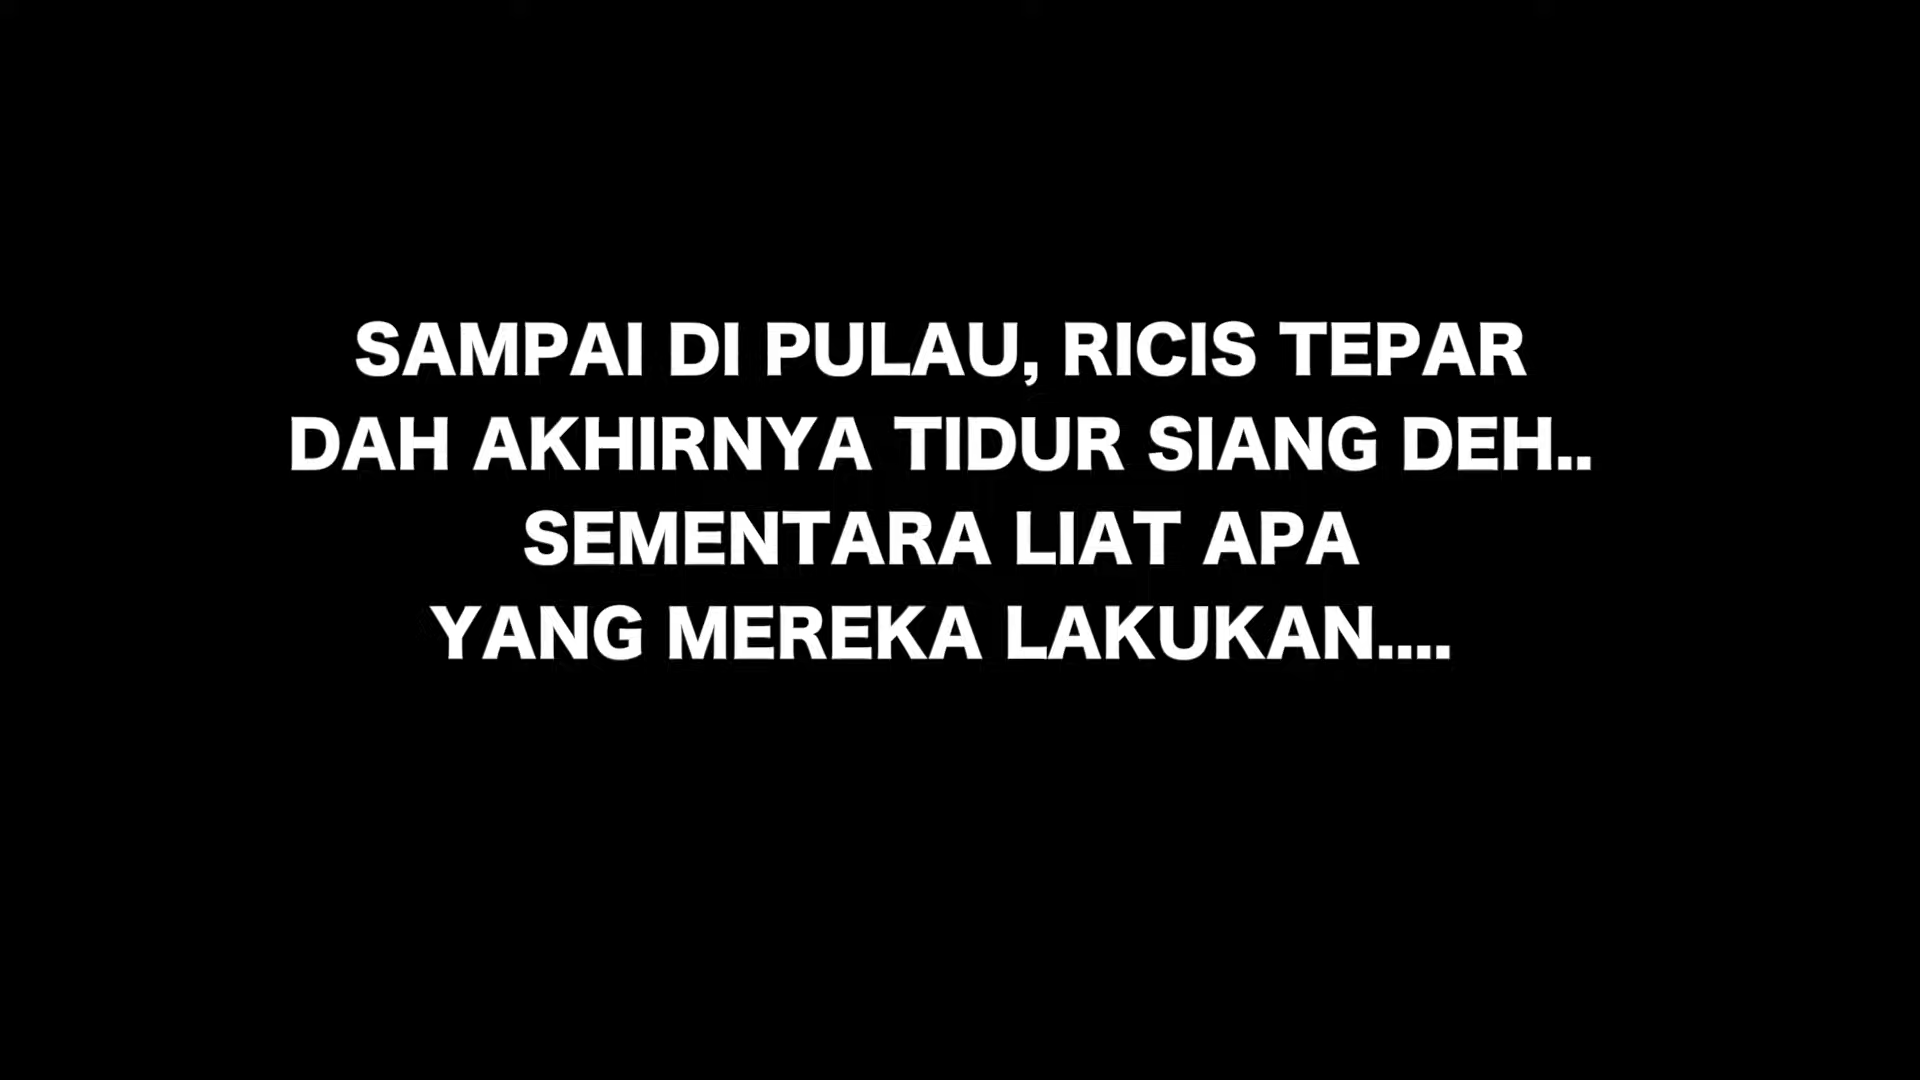 SAMPAI DI PULAU, RICIS TEPAR
DAH AKHIRNYA TIDUR SIANG DEH..
SEMENTARA LIAT APA
YANG MEREKA LAKUKAN....